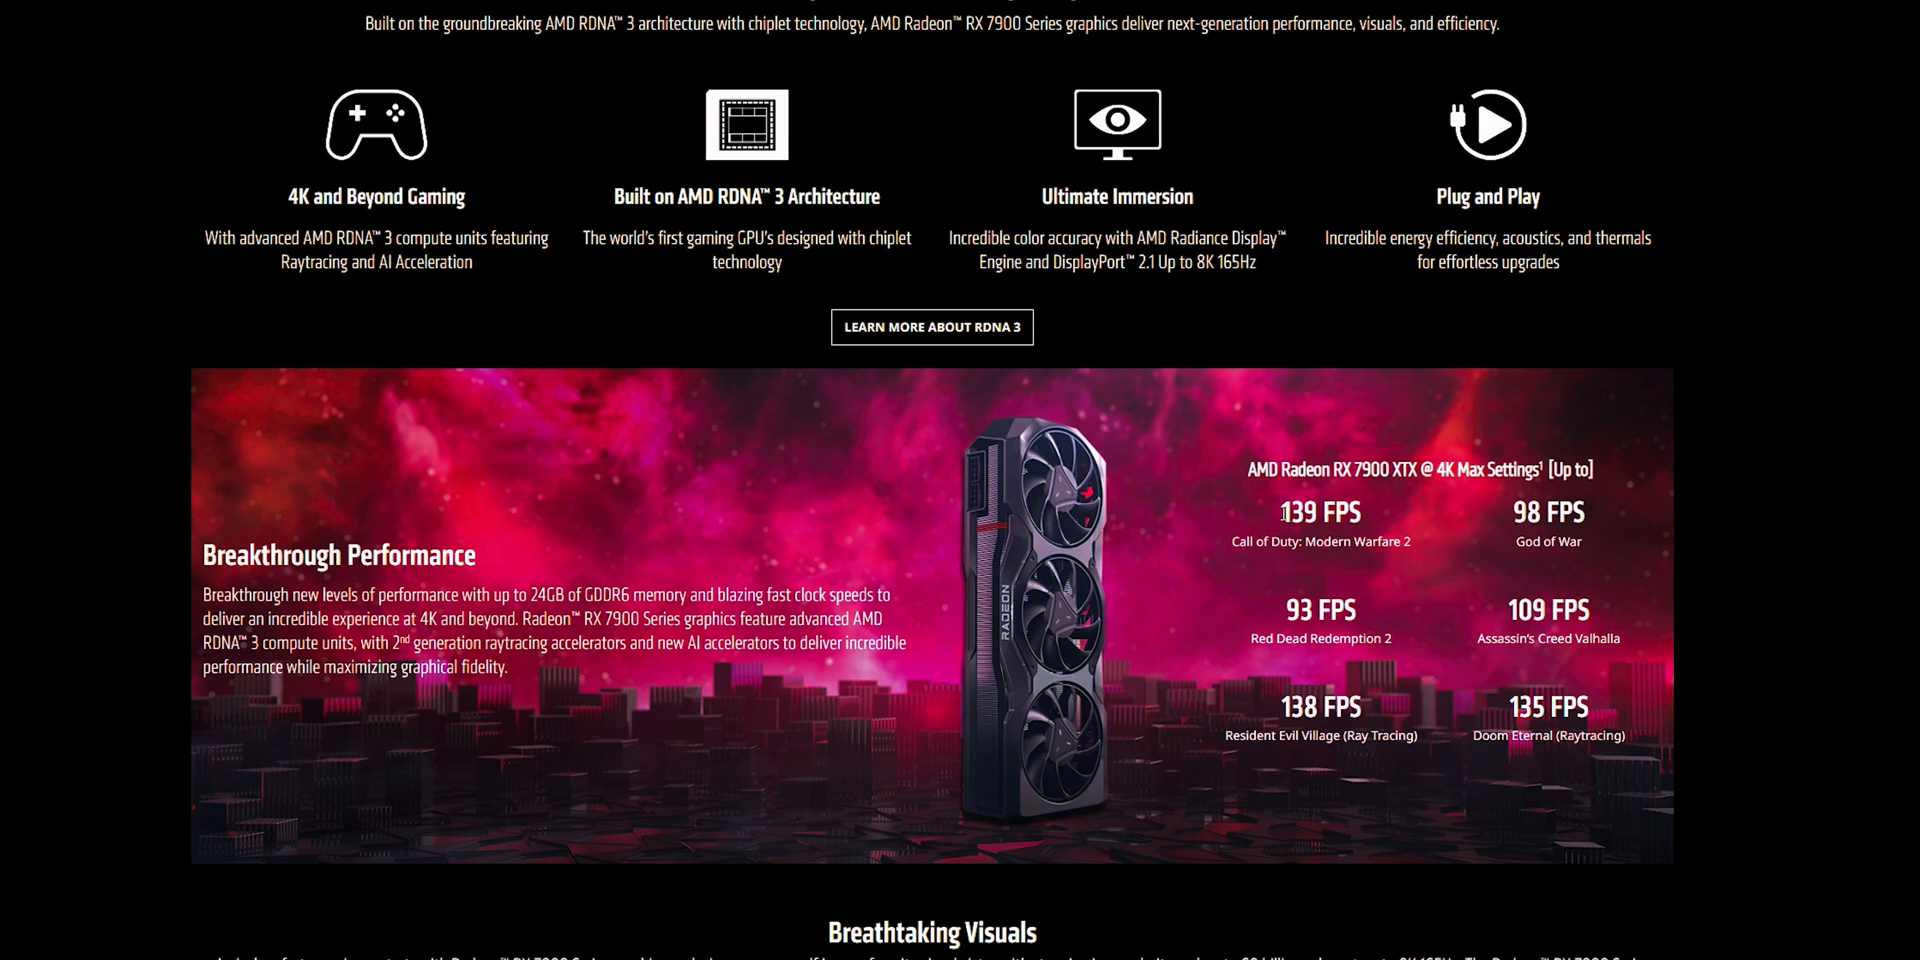 Built on the groundbreaking AMD RDNA™ 3 architecture with chiplet technology, AMD Radeon™ RX 7900 Series graphics deliver next-generation performance, visuals, and efficiency.
4K and Beyond Gaming
With advanced AMD RDNA™ 3 compute units featuring
Raytracing and AI Acceleration
Built on AMD RDNA™ 3 Architecture
The world's first gaming GPU's designed with chiplet
technology
Ultimate Immersion
Incredible color accuracy with AMD Radiance Display™
Engine and DisplayPort™ 2.1 Up to 8K 165Hz
Plug and Play
Incredible energy efficiency, acoustics, and thermals
for effortless upgrades
LEARN MORE ABOUT RDNA 3
Breakthrough Performance
Breakthrough new levels of performance with up to 24GB of GDDR6 memory and blazing fast clock speeds to
deliver an incredible experience at 4K and beyond. Radeon™ RX 7900 Series graphics feature advanced AMD
RDNA™ 3 compute units, with 2nd generation raytracing accelerators and new AI accelerators to deliver incredible
performance while maximizing graphical fidelity.
RADEON
AMD Radeon RX 7900 XTX @ 4K Max Settings¹ [Up to]
139 FPS
Call of Duty: Modern Warfare 2
98 FPS
God of War
93 FPS
Red Dead Redemption 2
109 FPS
Assassin's Creed Valhalla
138 FPS
Resident Evil Village (Ray Tracing)
135 FPS
Doom Eternal (Raytracing)
Breathtaking Visuals